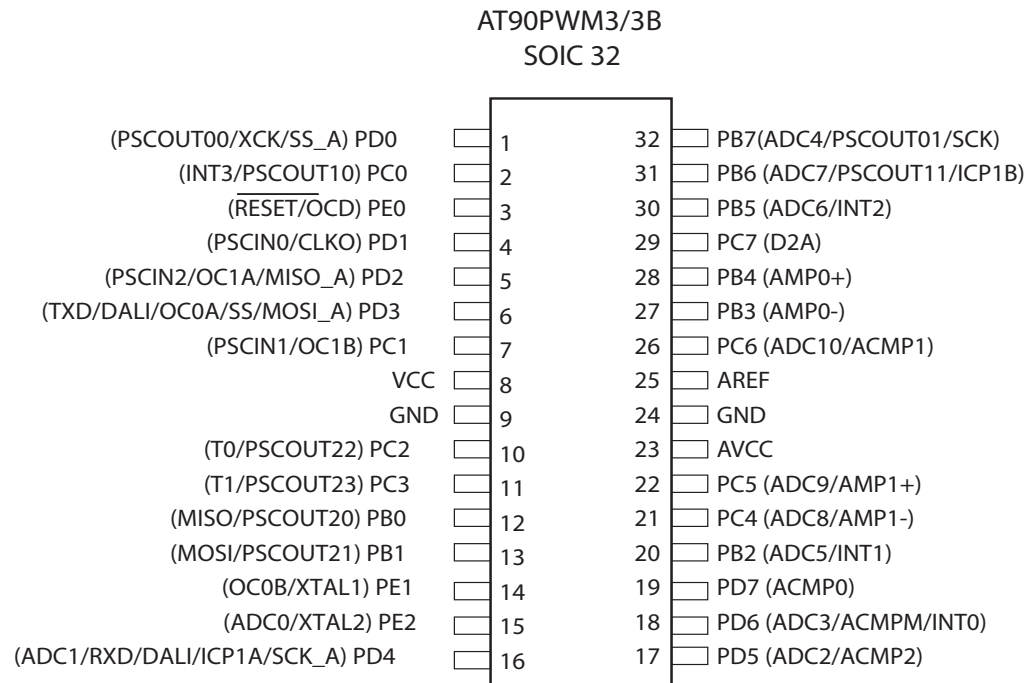 AT90PWM3/3B
SOIC 32
(PSCOUT00/XCK/SS_A) PD0 1 32 PB7(ADC4/PSCOUT01/SCK)
(INT3/PSCOUT10) PC0 2 31 PB6 (ADC7/PSCOUT11/ICP1B)
(RESET/OCD) PE0 3 30 PB5 (ADC6/INT2)
(PSCIN0/CLKO) PD1 4 29 PC7 (D2A)
(PSCIN2/OC1A/MISO_A) PD2 5 28 PB4 (AMP0+)
(TXD/DALI/OC0A/SS/MOSI_A) PD3 6 27 PB3 (AMP0-)
(PSCIN1/OC1B) PC1 7 26 PC6 (ADC10/ACMP1)
VCC 8 25 AREF
GND 9 24 GND
(T0/PSCOUT22) PC2 10 23 AVCC
(T1/PSCOUT23) PC3 11 22 PC5 (ADC9/AMP1+)
(MISO/PSCOUT20) PB0 12 21 PC4 (ADC8/AMP1-)
(MOSI/PSCOUT21) PB1 13 20 PB2 (ADC5/INT1)
(OC0B/XTAL1) PE1 14 19 PD7 (ACMP0)
(ADC0/XTAL2) PE2 15 18 PD6 (ADC3/ACMPM/INT0)
(ADC1/RXD/DALI/ICP1A/SCK_A) PD4 16 17 PD5 (ADC2/ACMP2)